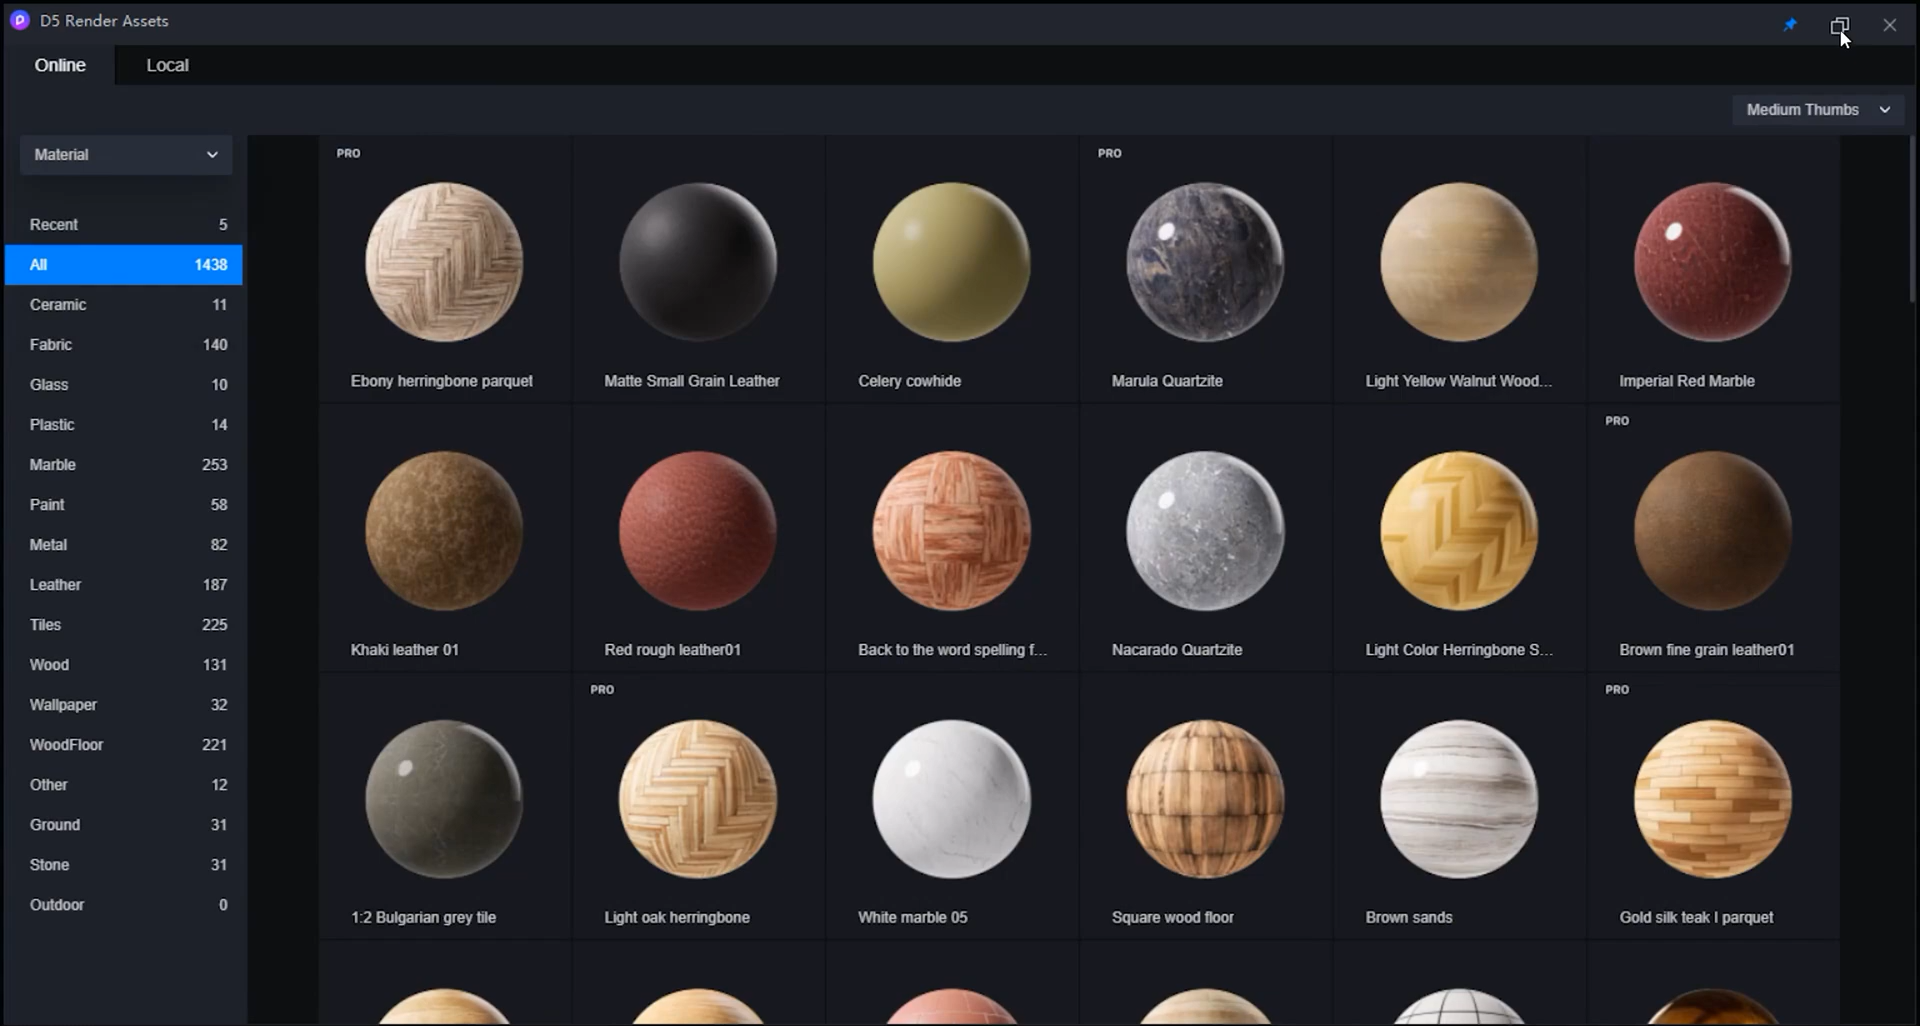 D5 Render Assets
Online
Local
Medium Thumbs
Material
Recent 5
All 1438
Ceramic 11
Fabric 140
Glass 10
Plastic 14
Marble 253
Paint 58
Metal 82
Leather 187
Tiles 225
Wood 131
Wallpaper 32
WoodFloor 221
Other 12
Ground 31
Stone 31
Outdoor 0
PRO PRO
Ebony herringbone parquet Matte Small Grain Leather Celery cowhide Marula Quartzite Light Yellow Walnut Wood... Imperial Red Marble
PRO
Khaki leather 01 Red rough leather01 Back to the word spelling f... Nacarado Quartzite Light Color Herringbone S... Brown fine grain leather01
PRO PRO
1:2 Bulgarian grey tile Light oak herringbone White marble 05 Square wood floor Brown sands Gold silk teak I parquet